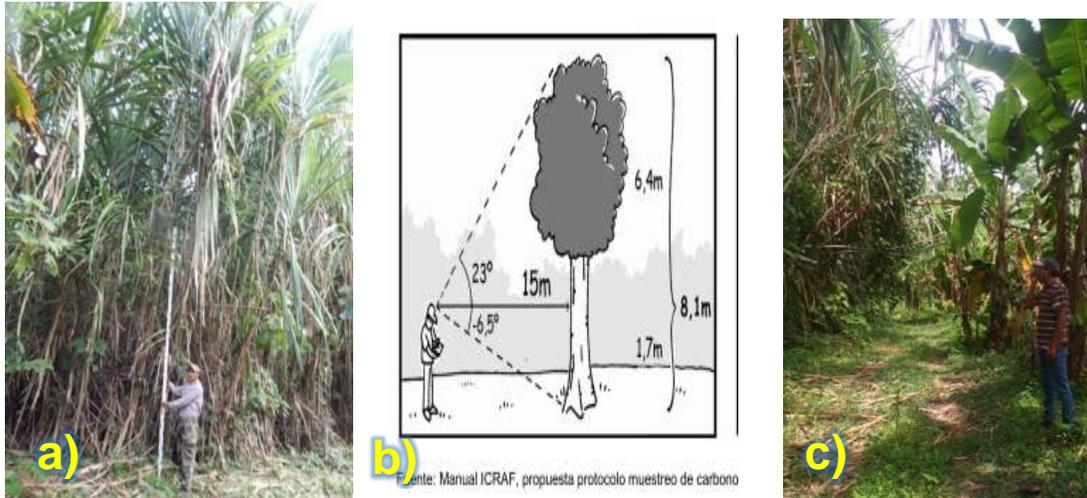 a)
b)
23°
15m
-6,5°
6,4m
8,1m
1,7m
Fuente: Manual ICRAF, propuesta protocolo muestreo de carbono
c)